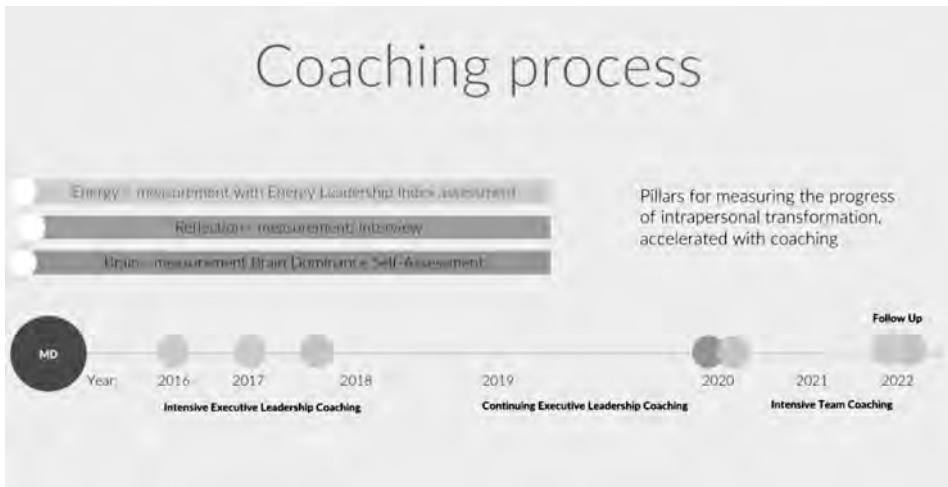 Coaching process
Energy - measurement with Energy Leadership Index assessment
Reflection - measurement: Interview
Brain - measurement Brain Dominance Self-Assessment
Pillars for measuring the progress
of intrapersonal transformation,
accelerated with coaching
Follow Up
MD
Year: 2016 2017 2018 2019 2020 2021 2022
Intensive Executive Leadership Coaching Continuing Executive Leadership Coaching Intensive Team Coaching